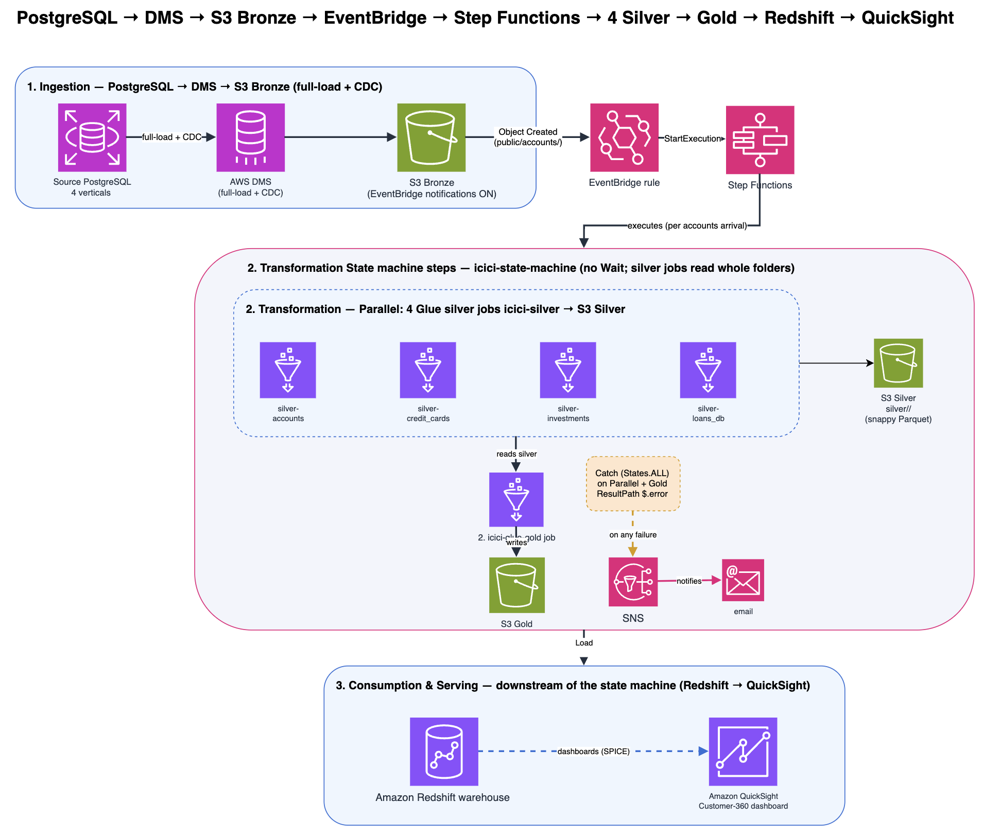 PostgreSQL → DMS → S3 Bronze → EventBridge → Step Functions → 4 Silver → Gold → Redshift → QuickSight
1. Ingestion — PostgreSQL → DMS → S3 Bronze (full-load + CDC)
full-load + CDC
Object Created
(public/accounts/)
StartExecution
Source PostgreSQL
4 verticals
AWS DMS
(full-load + CDC)
S3 Bronze
(EventBridge notifications ON)
EventBridge rule
Step Functions
executes (per accounts arrival)
2. Transformation State machine steps — icici-state-machine (no Wait; silver jobs read whole folders)
2. Transformation — Parallel: 4 Glue silver jobs icici-silver → S3 Silver
silver-
accounts
silver-
credit_cards
silver-
investments
silver-
loans_db
S3 Silver
silver//
(snappy Parquet)
reads silver
Catch (States.ALL)
on Parallel + Gold
ResultPath $.error
on any failure
2. icici-glue-gold job
writes
@
notifies
S3 Gold
SNS
email
Load
3. Consumption & Serving — downstream of the state machine (Redshift → QuickSight)
dashboards (SPICE)
Amazon Redshift warehouse
Amazon QuickSight
Customer-360 dashboard